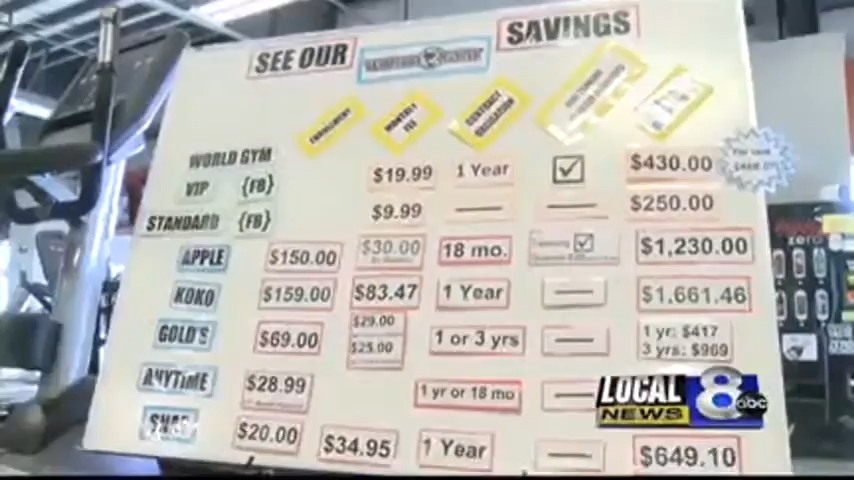 SEE OUR SAVINGS
ENROLLMENT MONTHLY FEE CONTRACT OBLIGATION
WORLD GYM
VIP {FB} $19.99 1 Year $430.00
You save
STANDARD {FB} $9.99 $250.00
APPLE $150.00 $30.00 18 mo. $1,230.00
KOKO $159.00 $83.47 1 Year $1,661.46
GOLD'S $69.00 $29.00 $25.00 1 or 3 yrs 1 yr: $417
3 yrs: $969
ANYTIME $28.99 1 yr or 18 mo
SNAP $20.00 $34.95 1 Year $649.10
LOCAL 8 abc
NEWS